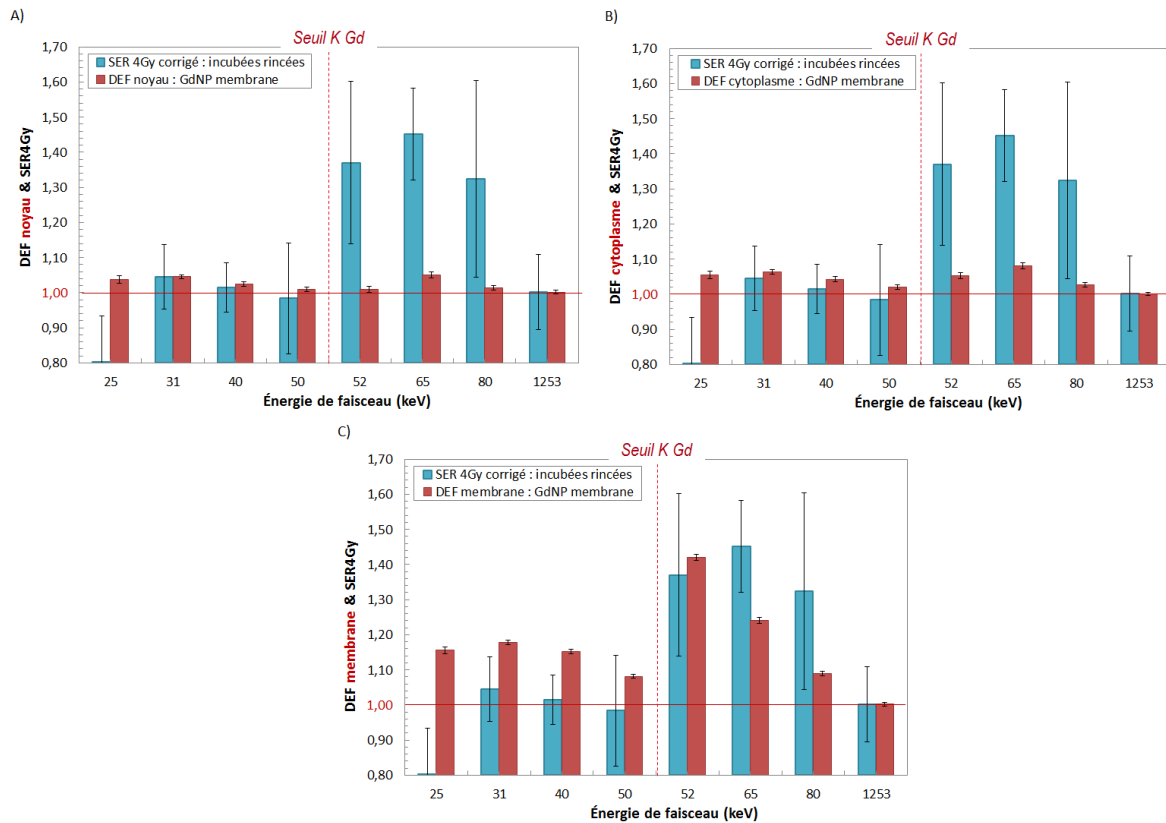 A)
Seuil K Gd
1,70
1,60
1,50
1,40
1,30
1,20
1,10
1,00
0,90
0,80
DEF noyau & SER4Gy
SER 4Gy corrigé : incubées rincées
DEF noyau : GdNP membrane
25 31 40 50 52 65 80 1253
Énergie de faisceau (keV)
B)
Seuil K Gd
1,70
1,60
1,50
1,40
1,30
1,20
1,10
1,00
0,90
0,80
DEF cytoplasme & SER4Gy
SER 4Gy corrigé : incubées rincées
DEF cytoplasme : GdNP membrane
25 31 40 50 52 65 80 1253
Énergie de faisceau (keV)
C)
Seuil K Gd
1,70
1,60
1,50
1,40
1,30
1,20
1,10
1,00
0,90
0,80
DEF membrane & SER4Gy
SER 4Gy corrigé : incubées rincées
DEF membrane : GdNP membrane
25 31 40 50 52 65 80 1253
Énergie de faisceau (keV)